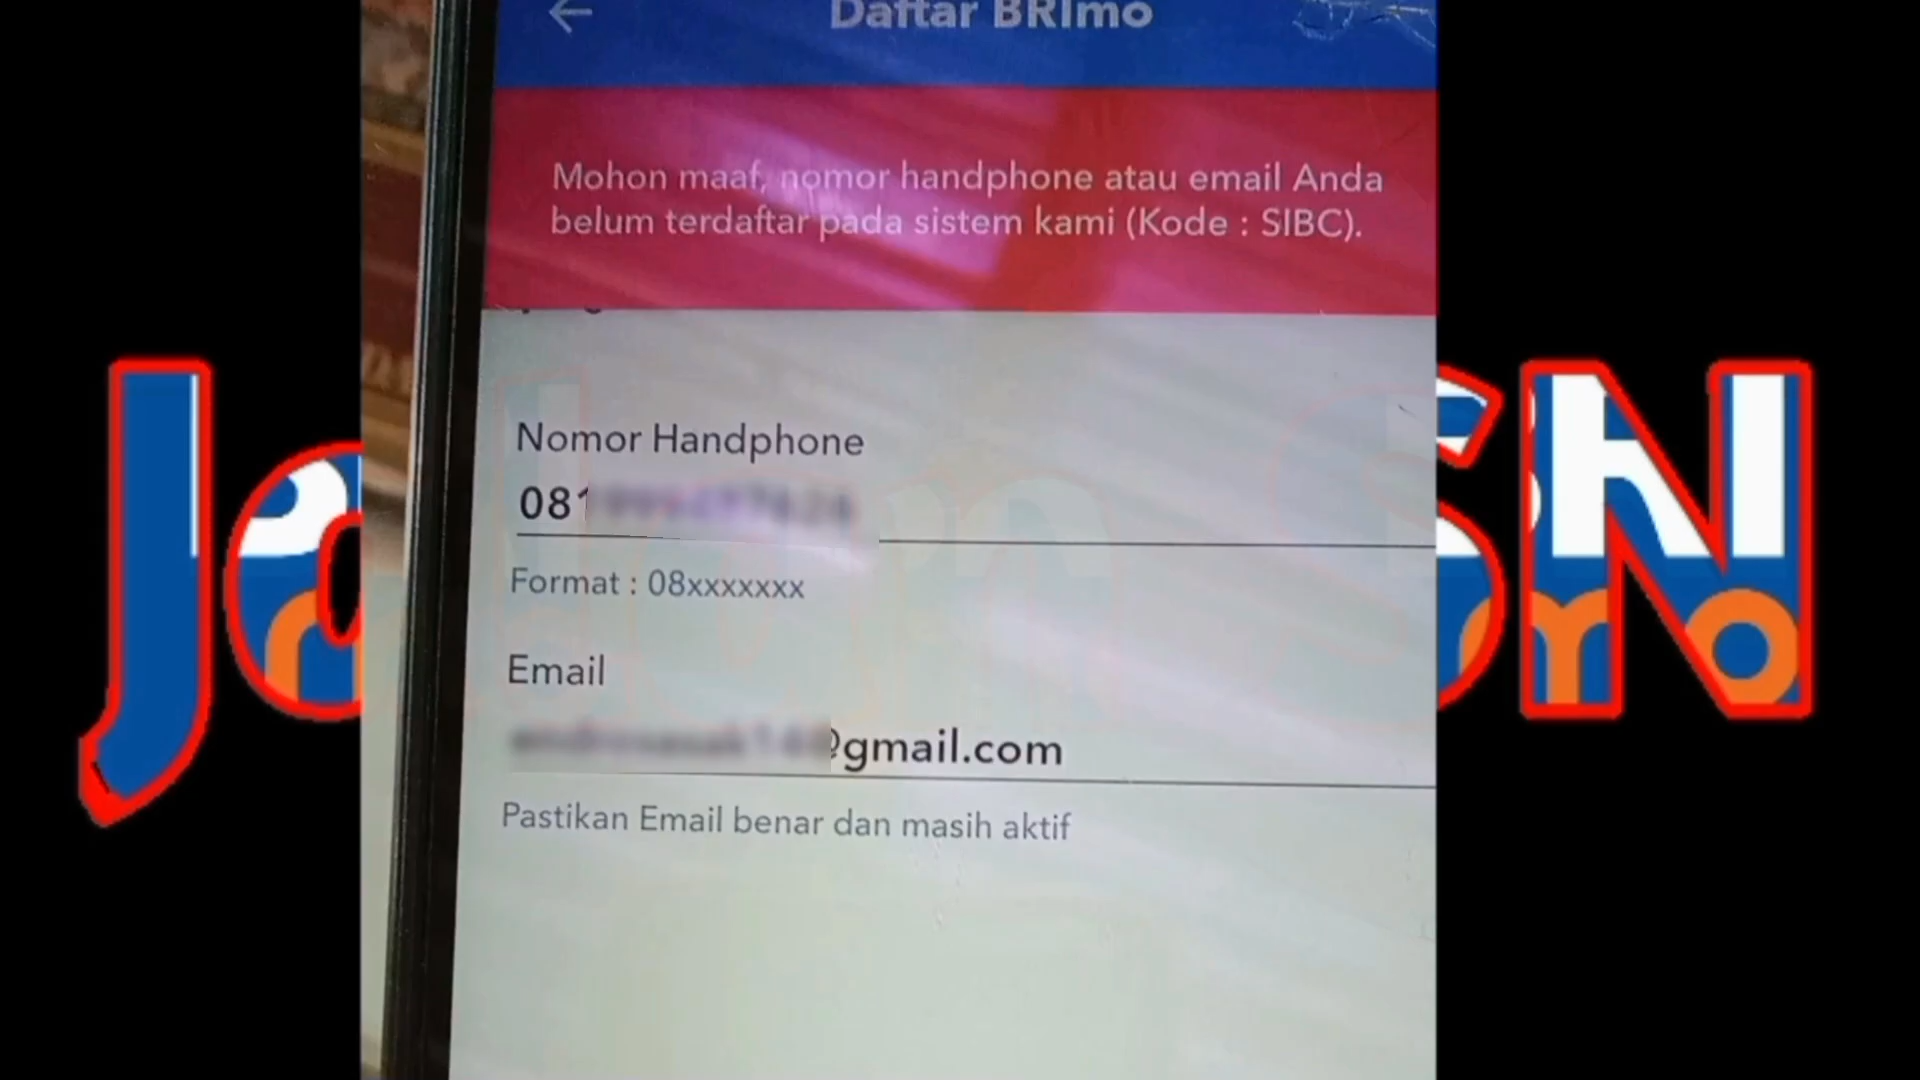 Daftar BRImo
Mohon maaf, nomor handphone atau email Anda
belum terdaftar pada sistem kami (Kode : SIBC).
Nomor Handphone
081
Format : 08xxxxxxx
Email
@gmail.com
Pastikan Email benar dan masih aktif